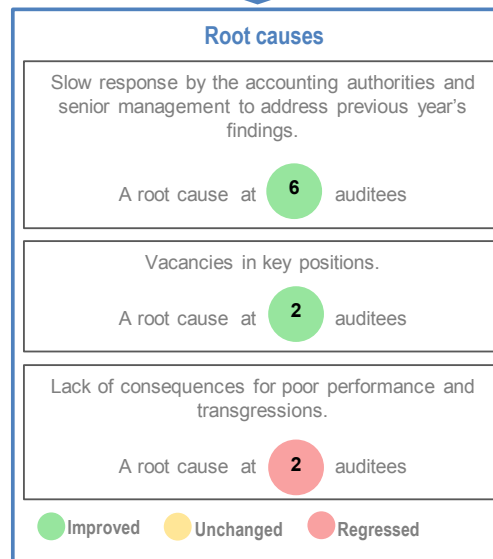 Root causes
Slow response by the accounting authorities and
senior management to address previous year's
findings.
A root cause at 6 auditees
Vacancies in key positions.
A root cause at 2 auditees
Lack of consequences for poor performance and
transgressions.
A root cause at 2 auditees
Improved Unchanged Regressed